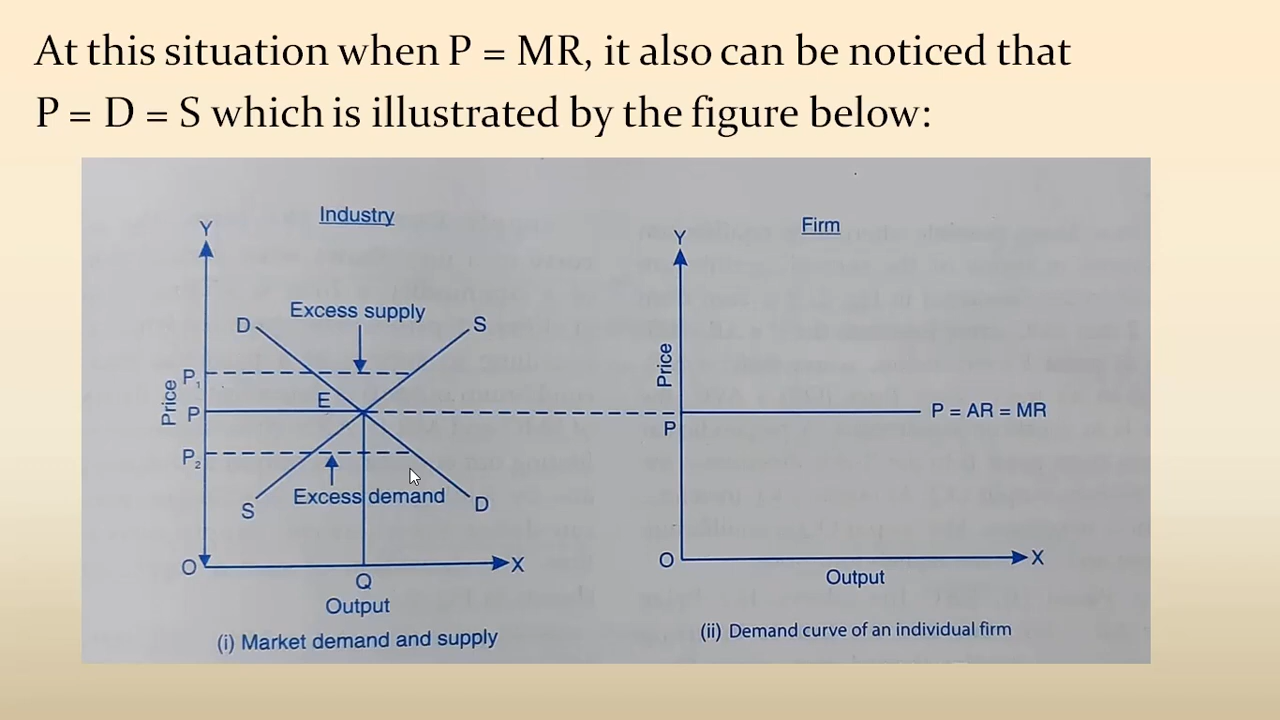 At this situation when P = MR, it also can be noticed that
P = D = S which is illustrated by the figure below:
Industry
Y
D
Excess supply
S
P1
Price
E
P
P2
Excess demand
S
D
O
X
Q
Output
(i) Market demand and supply
Firm
Y
Price
P = AR = MR
P
O
X
Output
(ii) Demand curve of an individual firm